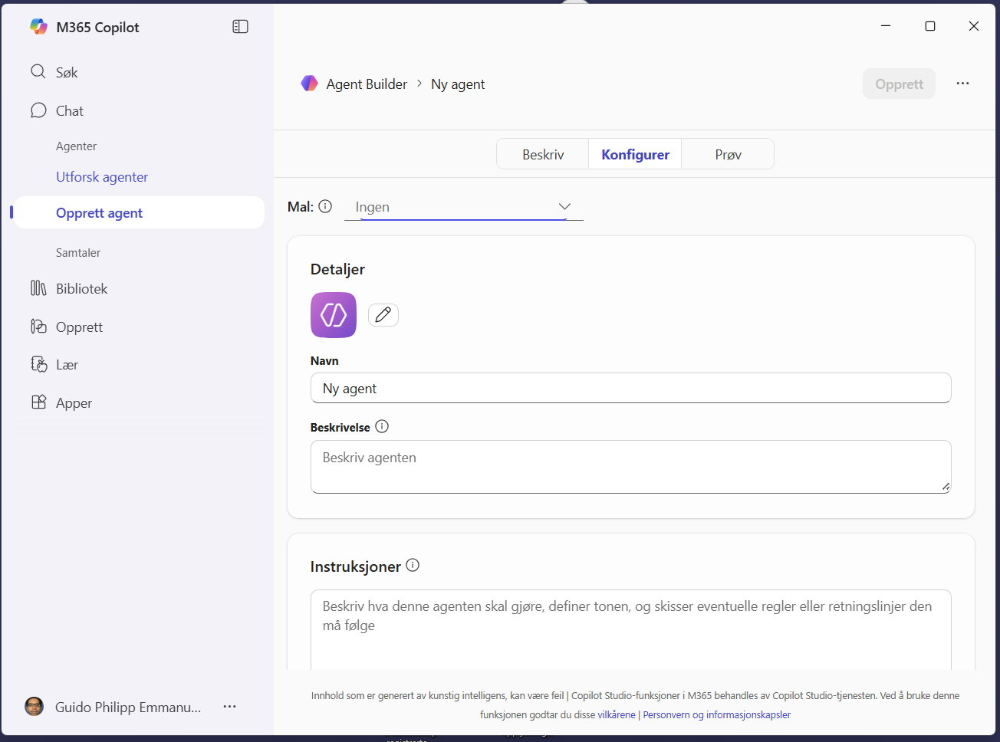 M365 Copilot
Søk
Chat
Agenter
Utforsk agenter
Opprett agent
Samtaler
Bibliotek
Opprett
Lær
Apper
Guido Philipp Emmanu...
Agent Builder > Ny agent
Opprett
Beskriv
Konfigurer
Prøv
Mal:
Ingen
Detaljer
Navn
Ny agent
Beskrivelse
Beskriv agenten
Instruksjoner
Beskriv hva denne agenten skal gjøre, definer tonen, og skisser eventuelle regler eller retningslinjer den
må følge
Innhold som er generert av kunstig intelligens, kan være feil | Copilot Studio-funksjoner i M365 behandles av Copilot Studio-tjenesten. Ved å bruke denne
funksjonen godtar du disse vilkårene | Personvern og informasjonskapsler